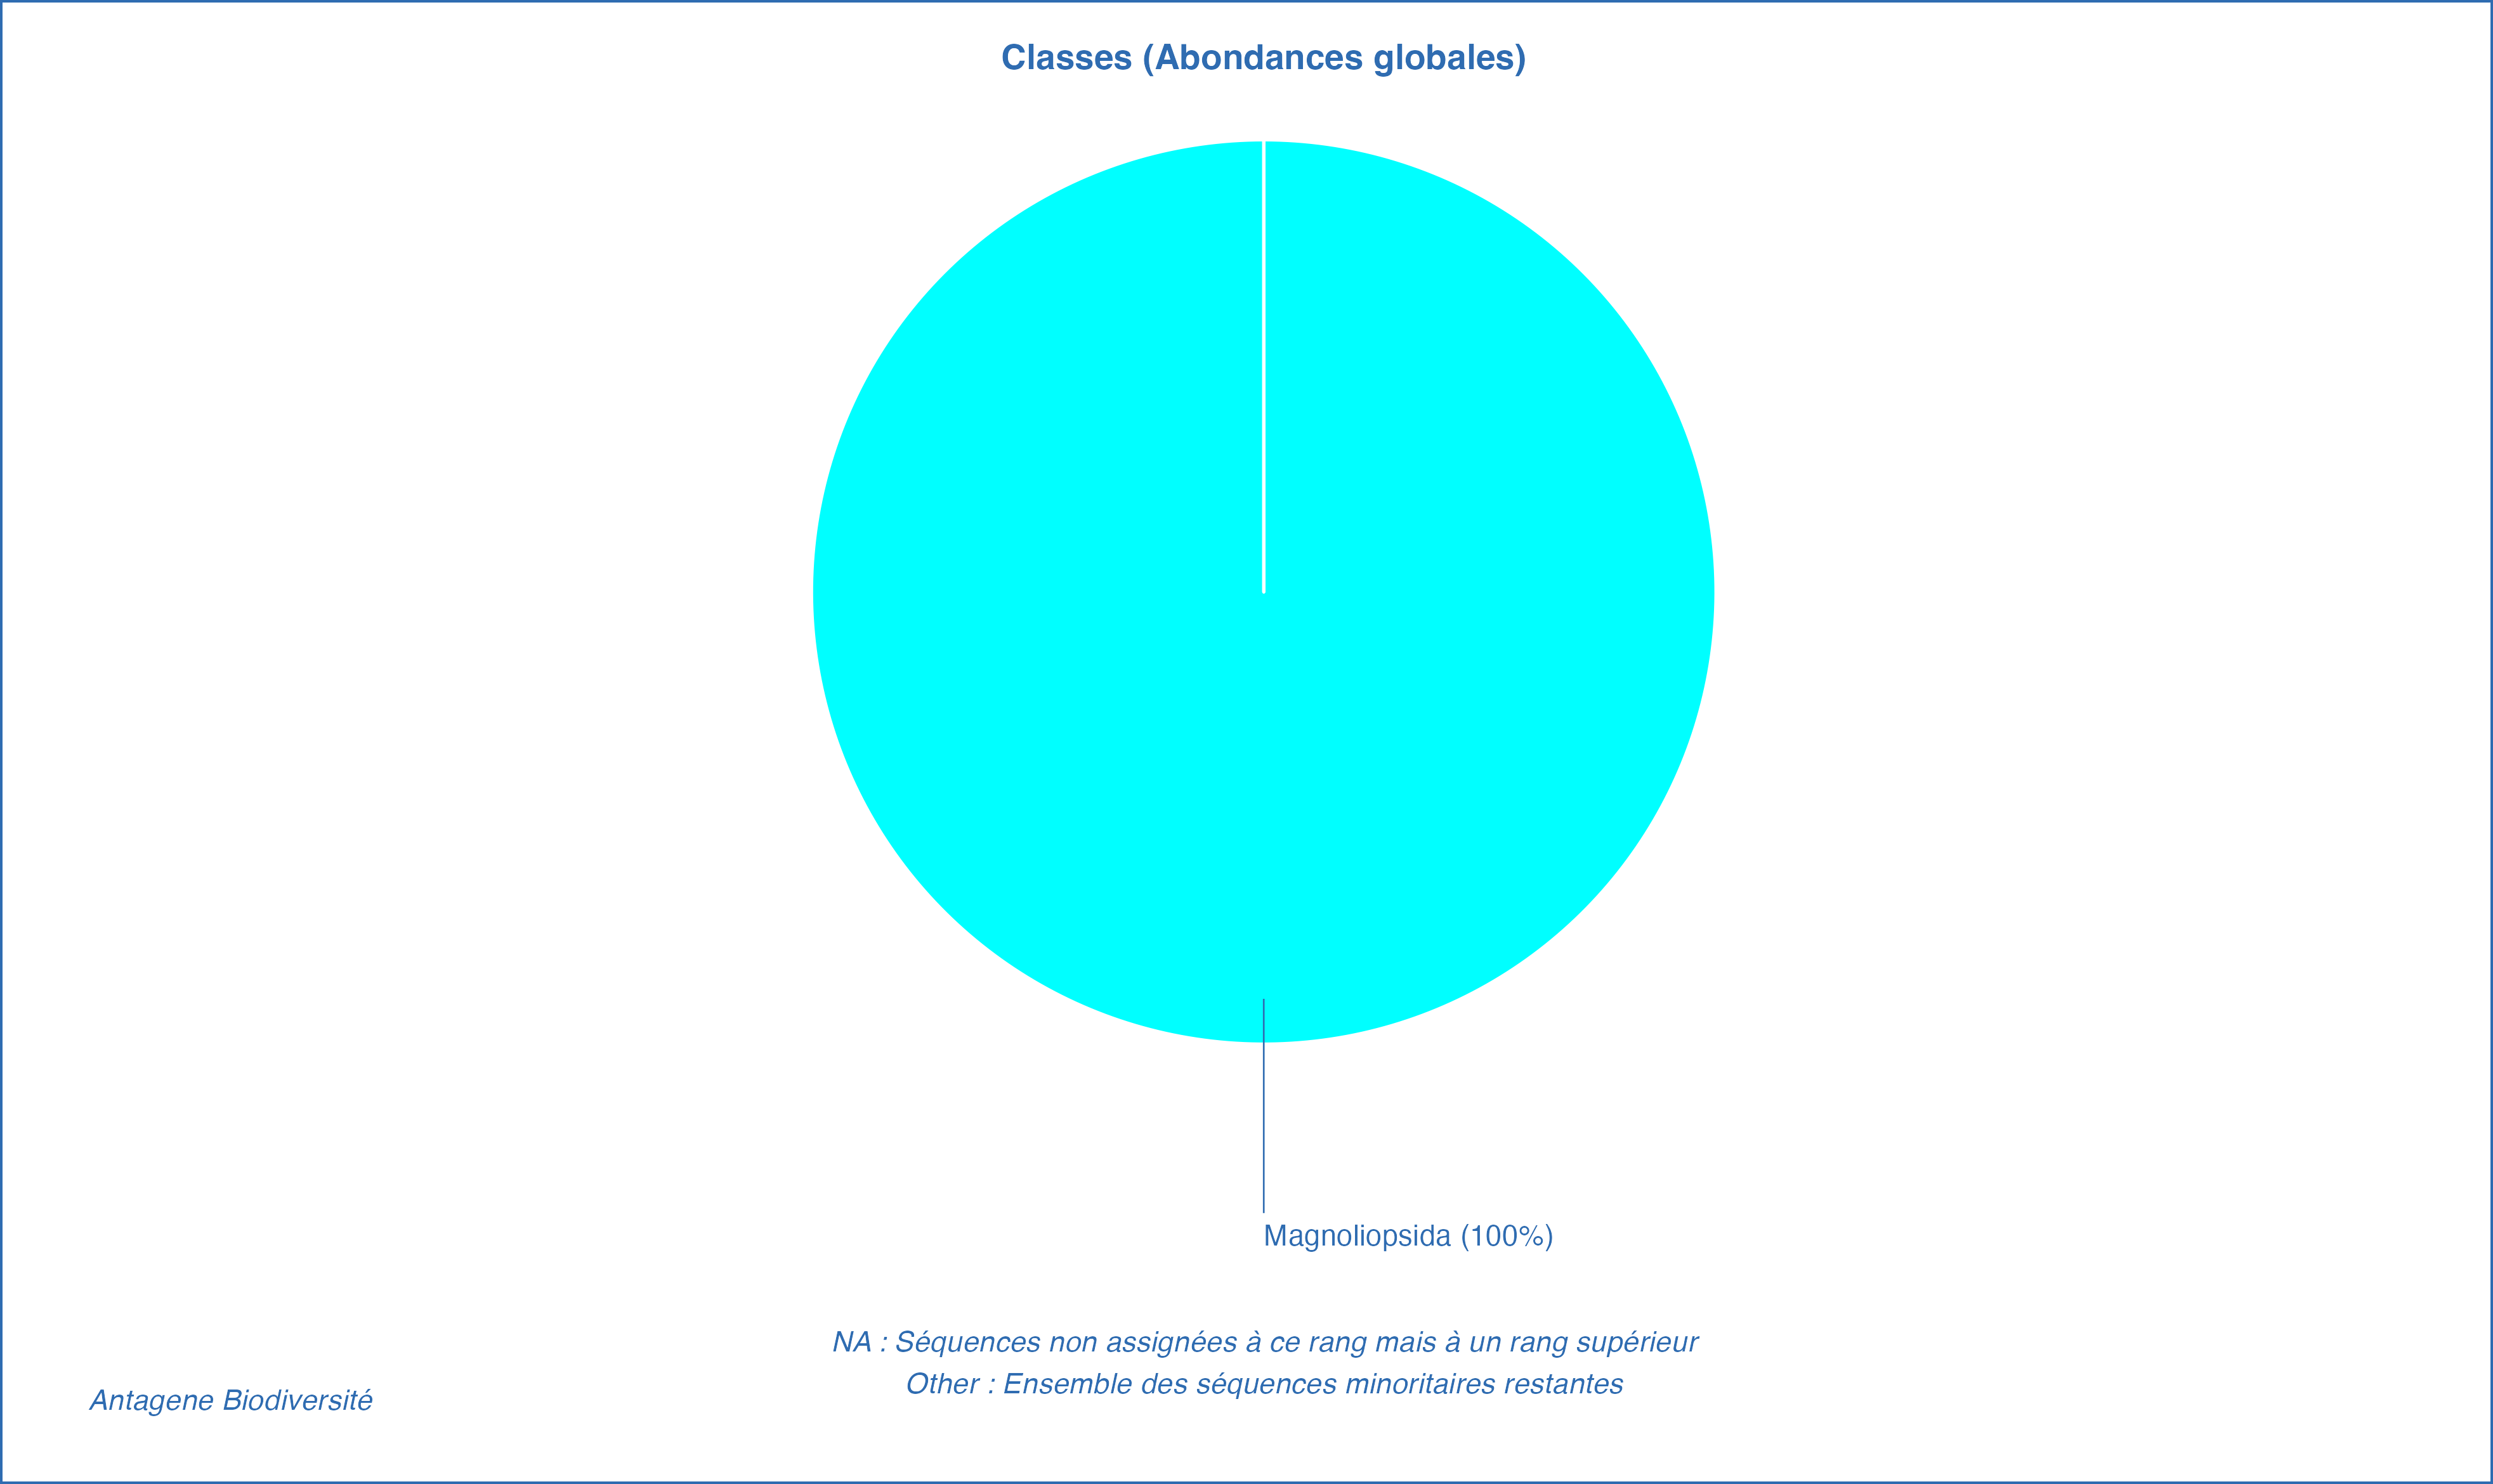 Classes (Abondances globales)
Magnoliopsida (100%)
NA : Séquences non assignées à ce rang mais à un rang supérieur
Other : Ensemble des séquences minoritaires restantes
Antagene Biodiversité